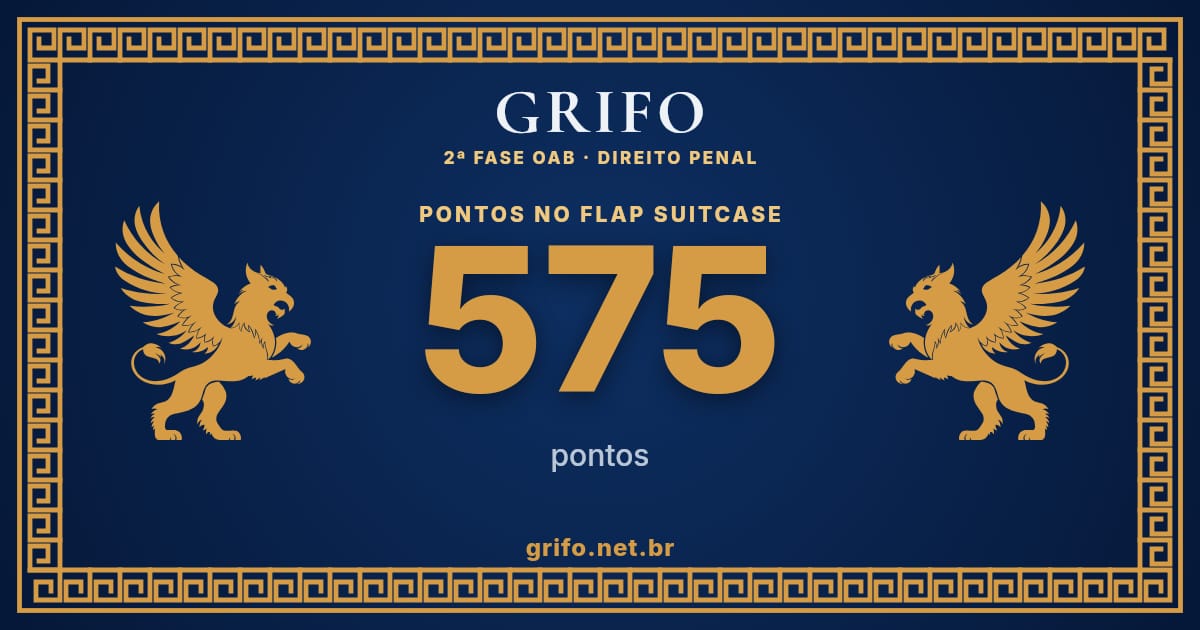 GRIFO
2ª FASE OAB · DIREITO PENAL
PONTOS NO FLAP SUITCASE
575
pontos
grifo.net.br